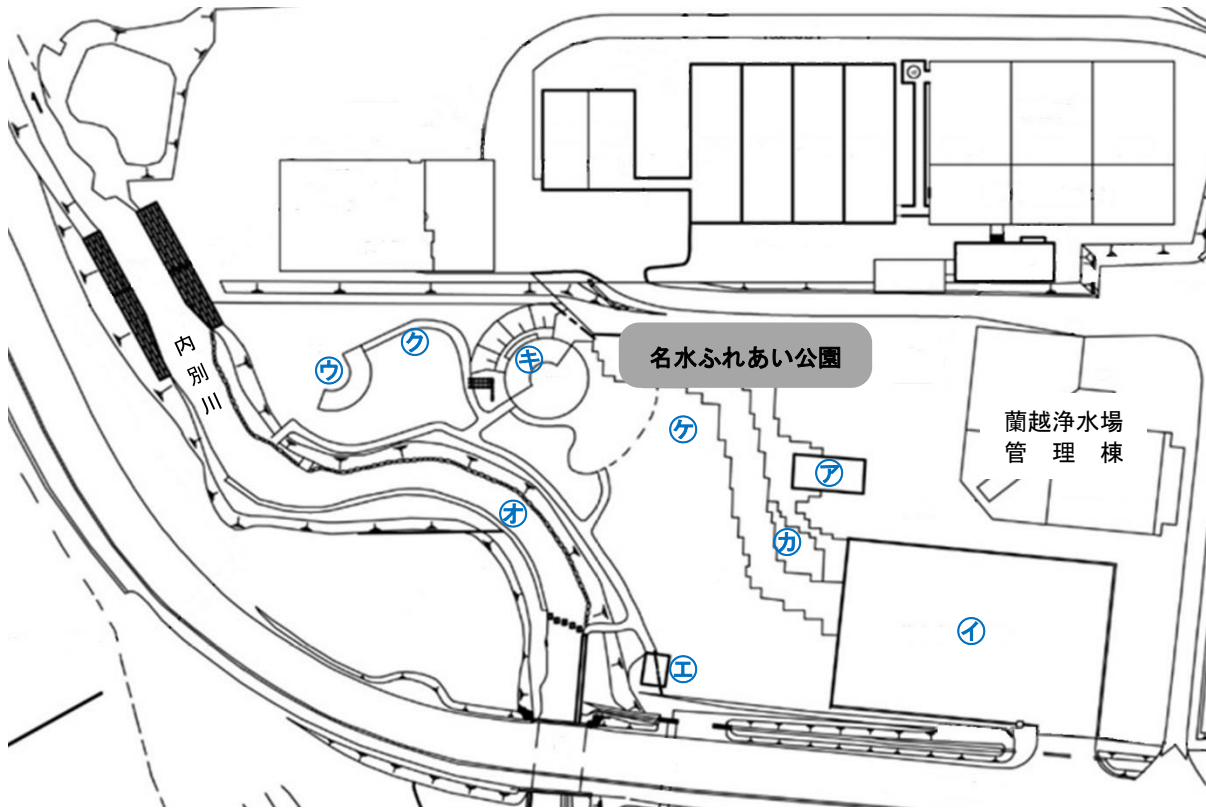 名水ふれあい公園
ク
キ
ウ
内別川
蘭越浄水場
管理棟
ケ
ア
オ
カ
イ
エ